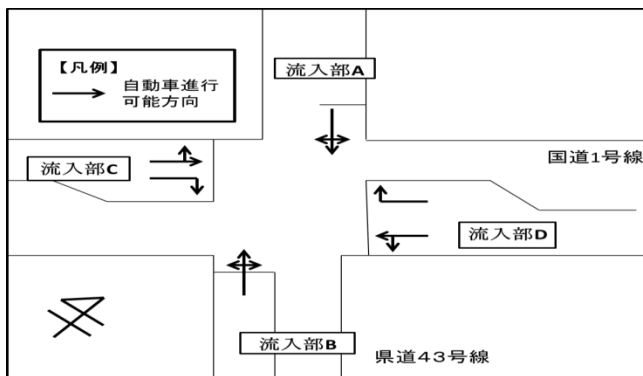 【凡例】
自動車進行
可能方向
流入部A
国道1号線
流入部C
流入部D
流入部B
県道43号線